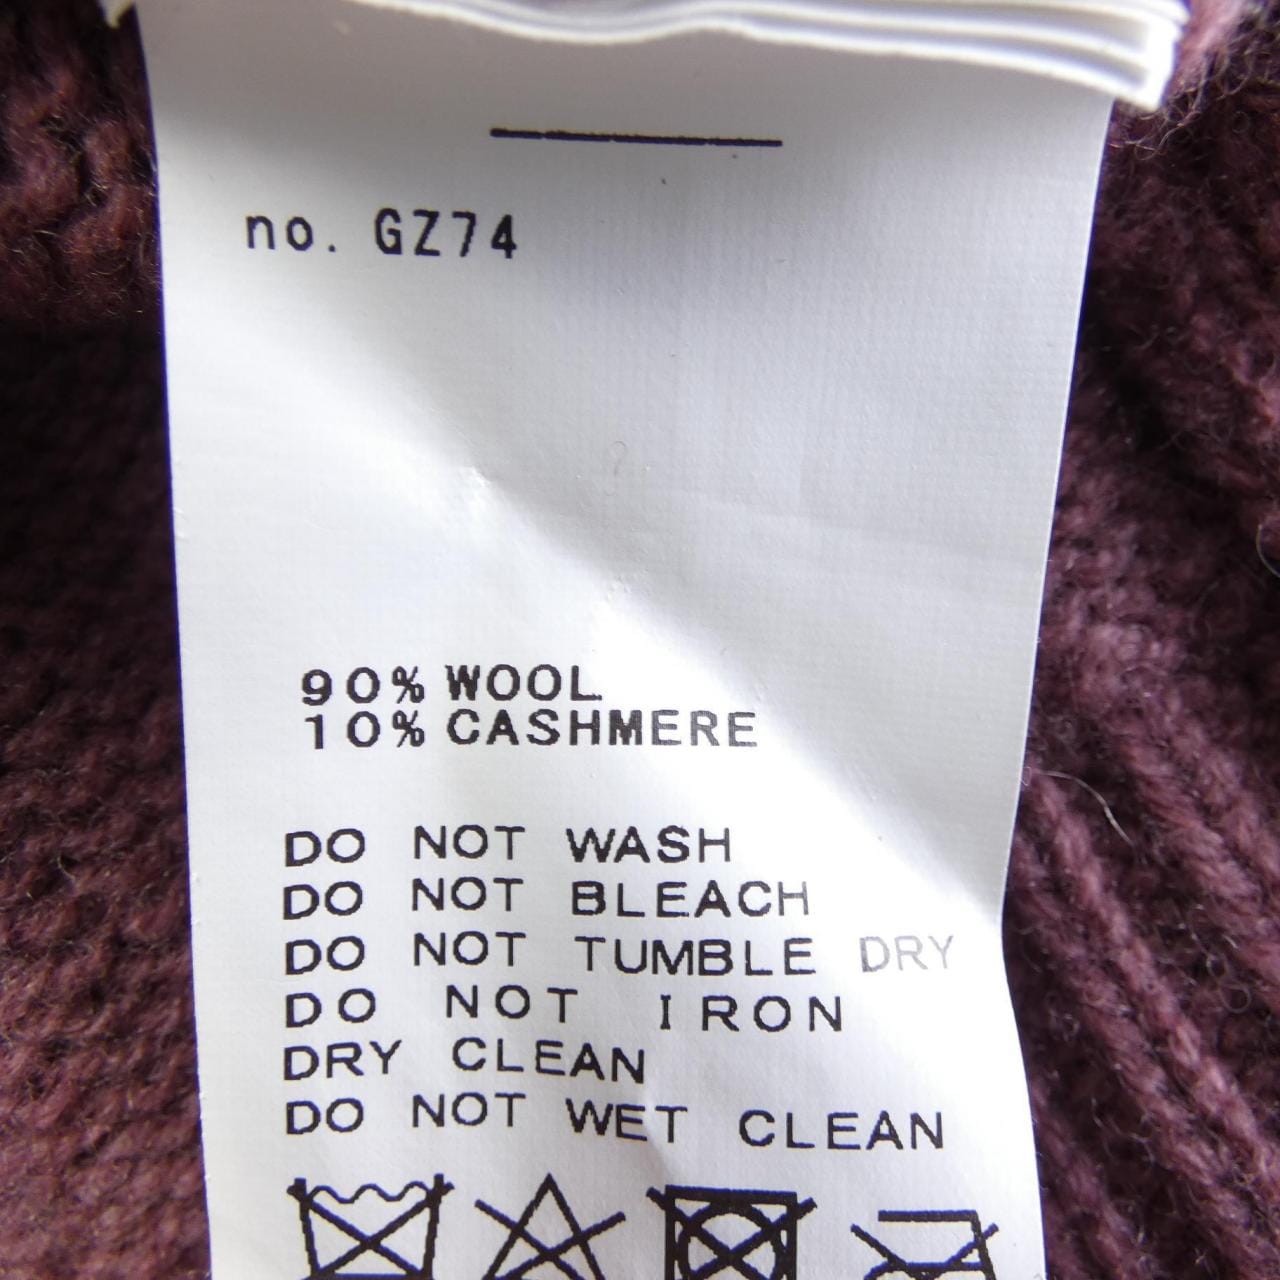 no. GZ74
90% WOOL
10% CASHMERE
DO NOT WASH
DO NOT BLEACH
DO NOT TUMBLE DRY
DO NOT IRON
DRY CLEAN
DO NOT WET CLEAN